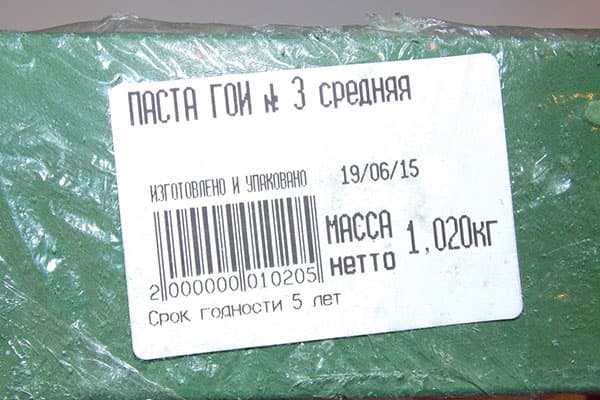 ПАСТА ГОИ № 3 средняя
ИЗГОТОВЛЕНО И УПАКОВАНО 19/06/15
МАССА нетто 1,020кг
2 000000 010205
Срок годности 5 лет